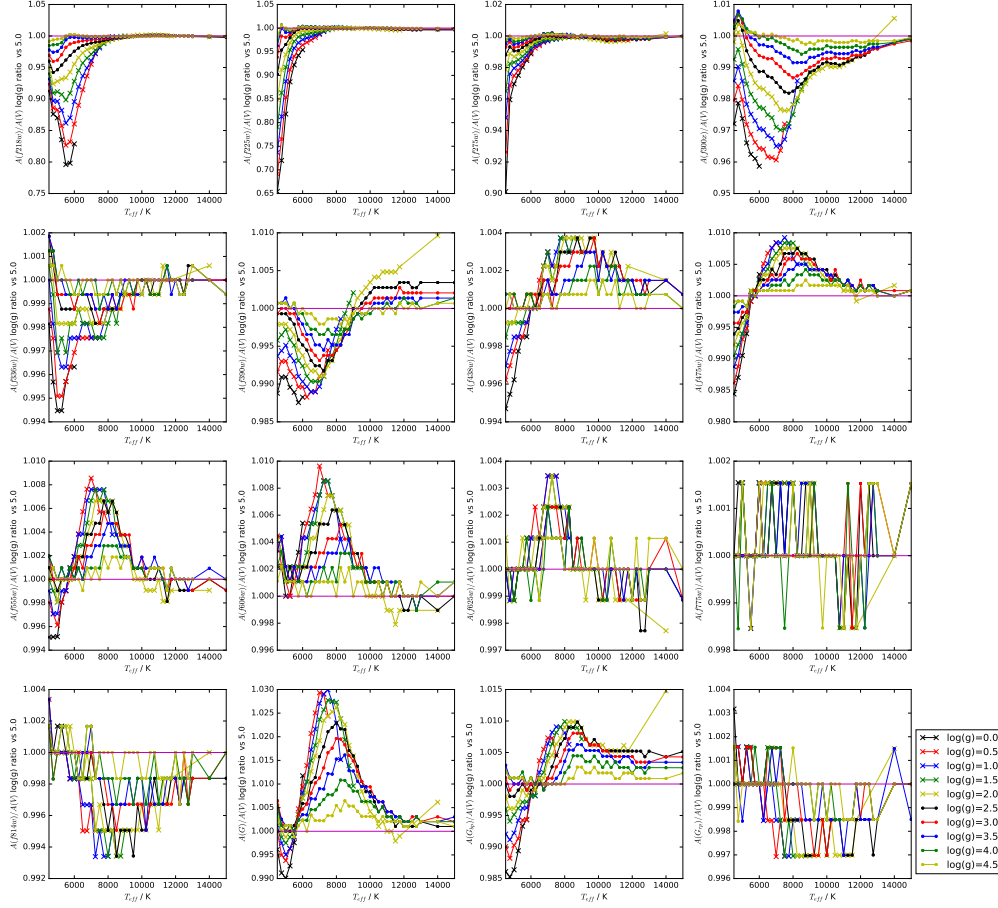 A(f218w)/A(V) log(g) ratio vs 5.0
1.00
0.95
0.90
0.85
0.80
0.75
6000 8000 10000 12000 14000
T_eff / K
A(f225w)/A(V) log(g) ratio vs 5.0
1.00
0.95
0.90
0.85
0.80
0.75
0.70
0.65
6000 8000 10000 12000 14000
T_eff / K
A(f275w)/A(V) log(g) ratio vs 5.0
1.02
1.00
0.98
0.96
0.94
0.92
0.90
6000 8000 10000 12000 14000
T_eff / K
A(f300x)/A(V) log(g) ratio vs 5.0
1.01
1.00
0.99
0.98
0.97
0.96
0.95
6000 8000 10000 12000 14000
T_eff / K
A(f336w)/A(V) log(g) ratio vs 5.0
1.002
1.000
0.999
0.998
0.996
0.995
0.994
6000 8000 10000 12000 14000
T_eff / K
A(f390w)/A(V) log(g) ratio vs 5.0
1.010
1.005
1.000
0.995
0.990
0.985
6000 8000 10000 12000 14000
T_eff / K
A(f438w)/A(V) log(g) ratio vs 5.0
1.004
1.002
1.000
0.998
0.996
0.994
6000 8000 10000 12000 14000
T_eff / K
A(f475w)/A(V) log(g) ratio vs 5.0
1.010
1.005
1.000
0.995
0.990
0.985
0.980
6000 8000 10000 12000 14000
T_eff / K
A(f555w)/A(V) log(g) ratio vs 5.0
1.010
1.008
1.006
1.004
1.002
1.000
0.998
0.996
0.994
6000 8000 10000 12000 14000
T_eff / K
A(f606w)/A(V) log(g) ratio vs 5.0
1.010
1.008
1.006
1.004
1.002
1.000
0.998
0.996
6000 8000 10000 12000 14000
T_eff / K
A(f625w)/A(V) log(g) ratio vs 5.0
1.004
1.003
1.001
1.000
0.999
0.997
6000 8000 10000 12000 14000
T_eff / K
A(f775w)/A(V) log(g) ratio vs 5.0
1.002
1.000
0.999
0.998
6000 8000 10000 12000 14000
T_eff / K
A(f814w)/A(V) log(g) ratio vs 5.0
1.004
1.002
1.000
0.998
0.996
0.994
0.992
6000 8000 10000 12000 14000
T_eff / K
A(G)/A(V) log(g) ratio vs 5.0
1.030
1.025
1.020
1.015
1.010
1.005
1.000
0.995
0.990
6000 8000 10000 12000 14000
T_eff / K
A(G_bp)/A(V) log(g) ratio vs 5.0
1.015
1.010
1.005
1.000
0.995
0.990
0.985
6000 8000 10000 12000 14000
T_eff / K
A(G_rp)/A(V) log(g) ratio vs 5.0
1.004
1.003
1.001
1.000
0.999
0.997
0.996
6000 8000 10000 12000 14000
T_eff / K
log(g)=0.0
log(g)=0.5
log(g)=1.0
log(g)=1.5
log(g)=2.0
log(g)=2.5
log(g)=3.0
log(g)=3.5
log(g)=4.0
log(g)=4.5